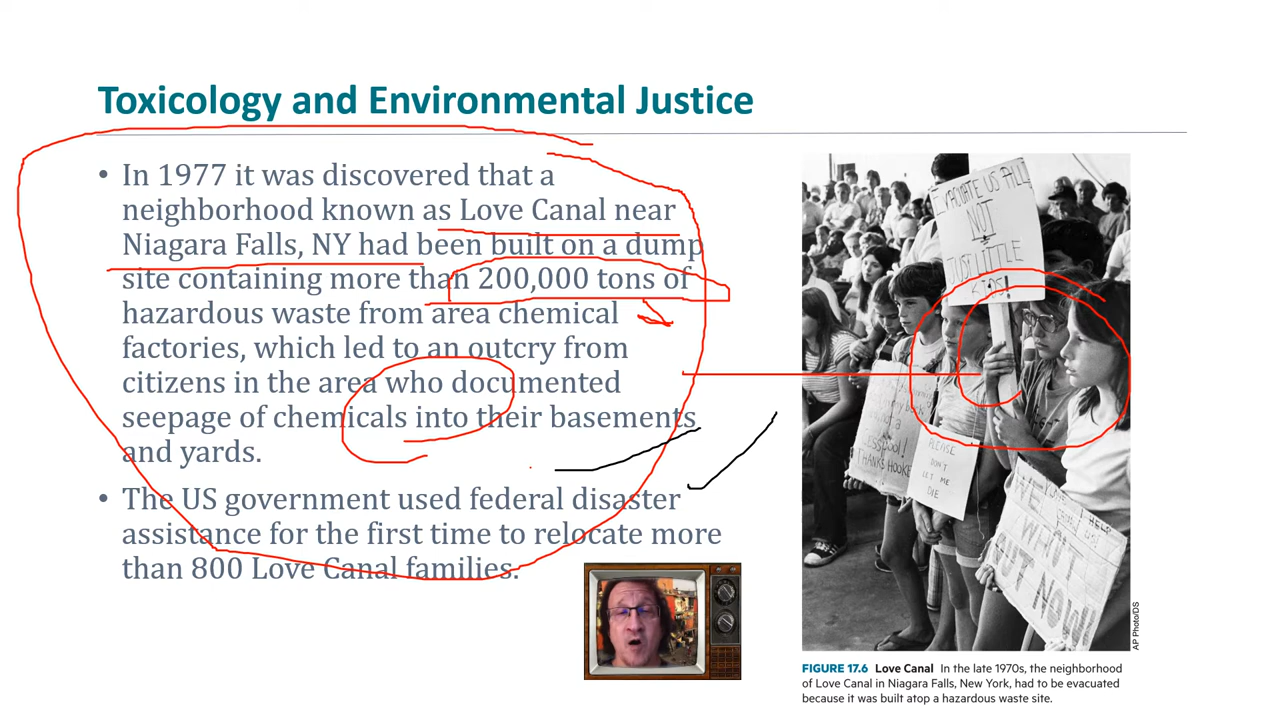 Toxicology and Environmental Justice
• In 1977 it was discovered that a
neighborhood known as Love Canal near
Niagara Falls, NY had been built on a dump
site containing more than 200,000 tons of
hazardous waste from area chemical
factories, which led to an outcry from
citizens in the area who documented
seepage of chemicals into their basements
and yards.
• The US government used federal disaster
assistance for the first time to relocate more
than 800 Love Canal families.
EVACUATE US ALL
NOT
JUST LITTLE
KIDS!
CESSPOOL!
THANKS HOOKER
PLEASE
DON'T
LET ME
DIE
WE
WANT
OUT NOW!
AP Photo/DS
FIGURE 17.6 Love Canal In the late 1970s, the neighborhood
of Love Canal in Niagara Falls, New York, had to be evacuated
because it was built atop a hazardous waste site.